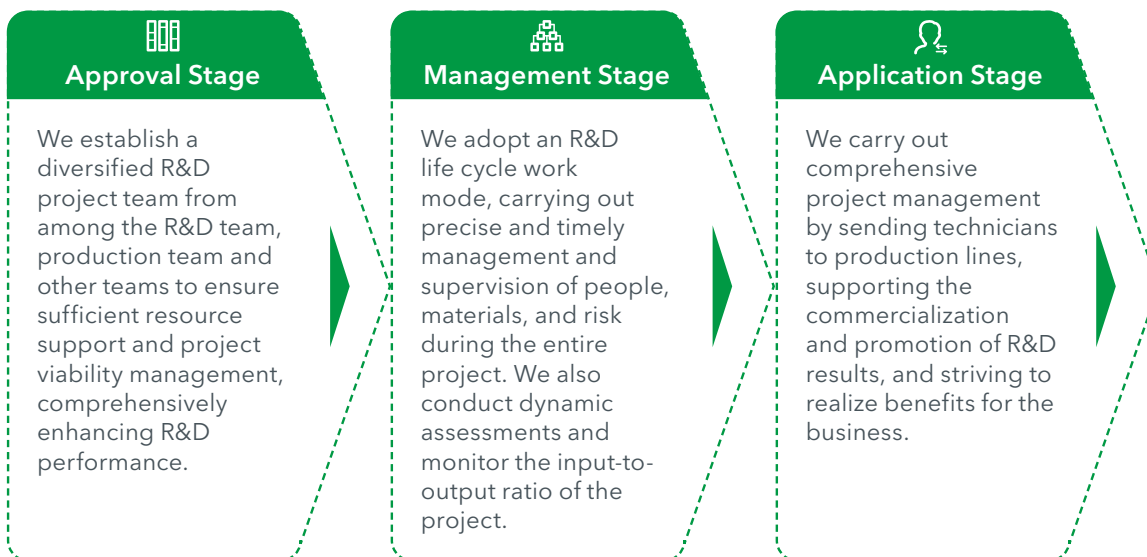 Approval Stage
We establish a
diversified R&D
project team from
among the R&D team,
production team and
other teams to ensure
sufficient resource
support and project
viability management,
comprehensively
enhancing R&D
performance.
Management Stage
We adopt an R&D
life cycle work
mode, carrying out
precise and timely
management and
supervision of people,
materials, and risk
during the entire
project. We also
conduct dynamic
assessments and
monitor the input-to-
output ratio of the
project.
Application Stage
We carry out
comprehensive
project management
by sending technicians
to production lines,
supporting the
commercialization
and promotion of R&D
results, and striving to
realize benefits for the
business.